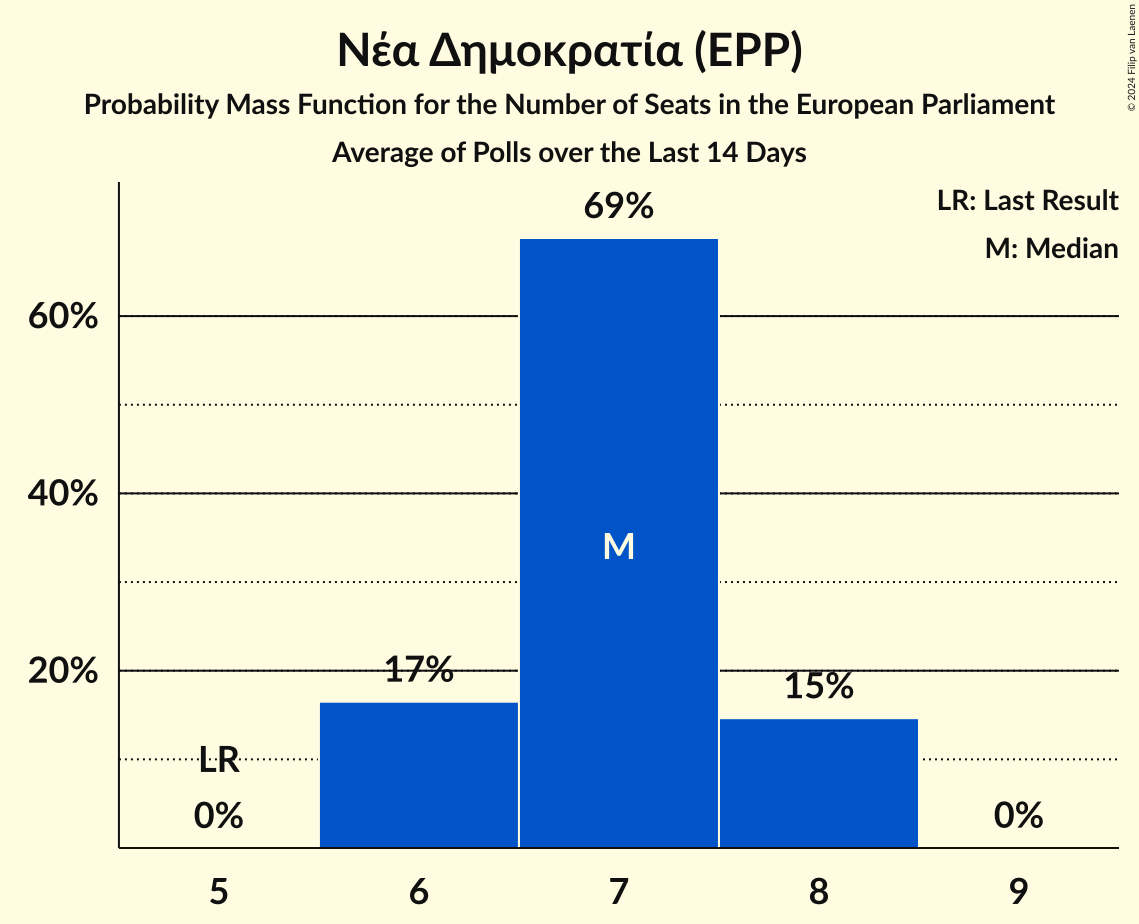 Νέα Δημοκρατία (EPP)
Probability Mass Function for the Number of Seats in the European Parliament
Average of Polls over the Last 14 Days
© 2024 Filip van Laenen
LR: Last Result
M: Median
69%
60%
40%
M
20%
17%
15%
LR
0%
0%
5
6
7
8
9